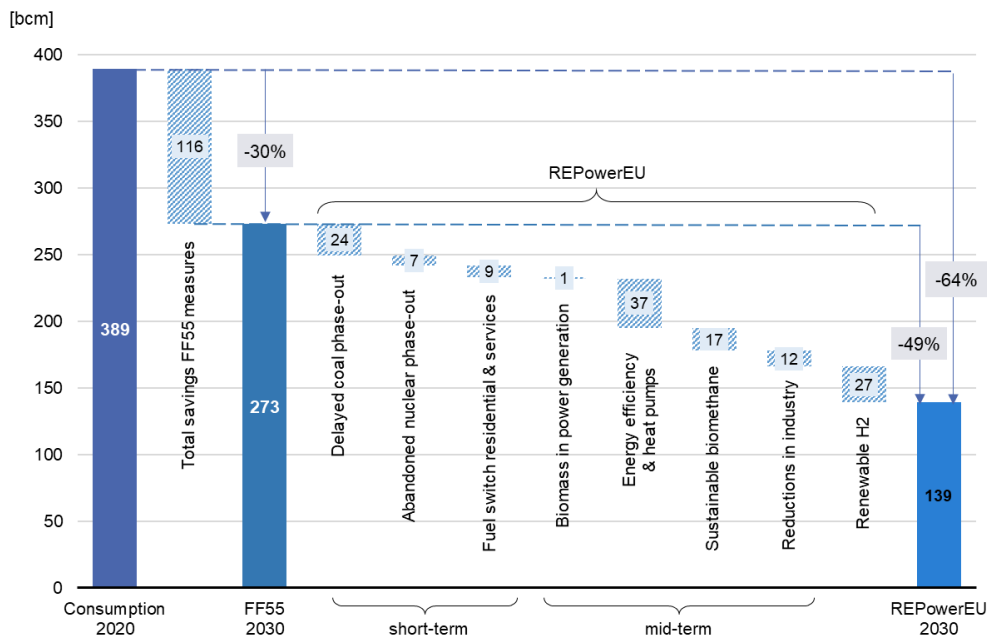 [bcm]
400
350
300
250
200
150
100
50
0
389
116
-30%
273
REPowerEU
24
7
9
1
37
17
12
27
-64%
-49%
139
Total savings FF55 measures
Delayed coal phase-out
Abandoned nuclear phase-out
Fuel switch residential & services
Biomass in power generation
Energy efficiency
& heat pumps
Sustainable biomethane
Reductions in industry
Renewable H2
Consumption
2020
FF55
2030
short-term
mid-term
REPowerEU
2030